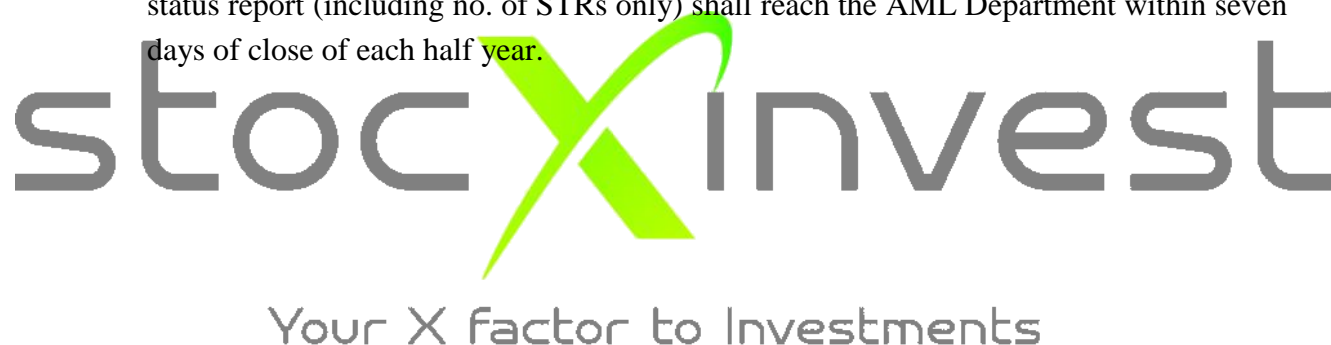 status report (including no. of STRs only) shall reach the AML Department within seven
days of close of each half year.
stocXinvest
Your X factor to Investments